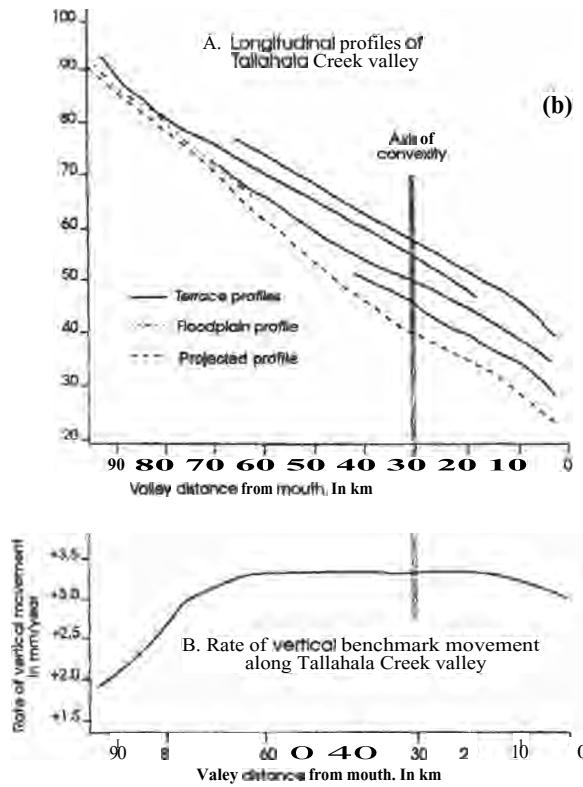 100
A. Longitudinal profiles of
Tallahala Creek valley
(b)
90
Axis of
convexity
80
70
60
50
Terrace profiles
Floodplain profile
40
Projected profile
30
20
90 80 70 60 50 40 30 20 10 0
Valley distance from mouth. In km
+3.5
+3.0
+2.5
+2.0
+1.5
Rate of vertical movement
In mm/year
B. Rate of vertical benchmark movement
along Tallahala Creek valley
90 8 60 0 40 30 2 10 0
Valey distance from mouth. In km